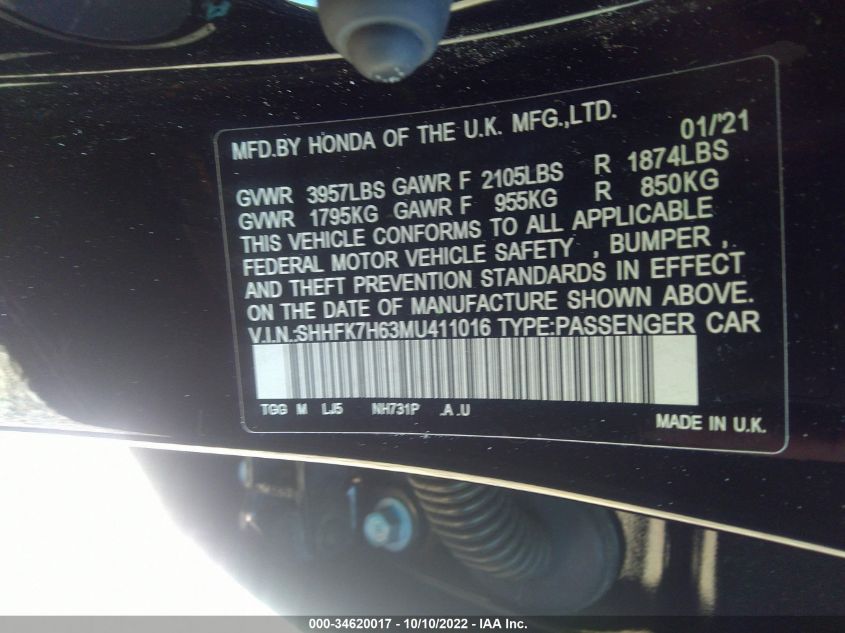 MFD.BY HONDA OF THE U.K. MFG.,LTD. 01/'21
GVWR 3957LBS GAWR F 2105LBS R 1874LBS
GVWR 1795KG GAWR F 955KG R 850KG
THIS VEHICLE CONFORMS TO ALL APPLICABLE
FEDERAL MOTOR VEHICLE SAFETY , BUMPER ,
AND THEFT PREVENTION STANDARDS IN EFFECT
ON THE DATE OF MANUFACTURE SHOWN ABOVE.
V.I.N.:SHHFK7H63MU411016 TYPE:PASSENGER CAR
TGG M LJ5 NH731P .A .U
MADE IN U.K.
000-34620017 - 10/10/2022 - IAA Inc.